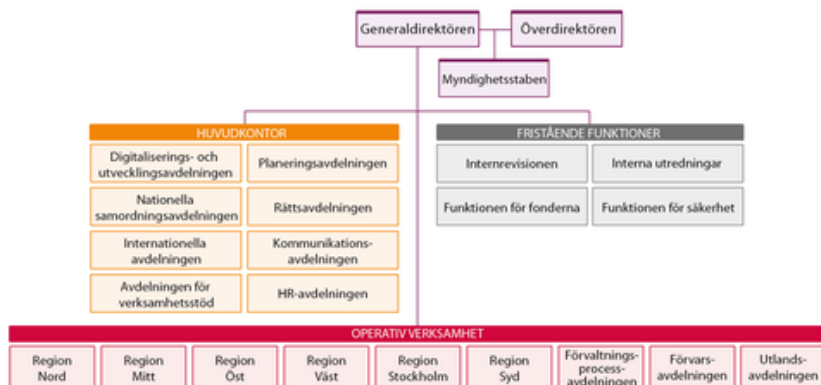 Generaldirektören
Överdirektören
Myndighetsstaben
HUVUDKONTOR
Digitaliserings- och
utvecklingsavdelningen
Planeringsavdelningen
Nationella
samordningsavdelningen
Rättsavdelningen
Internationella
avdelningen
Kommunikations-
avdelningen
Avdelningen för
verksamhetsstöd
HR-avdelningen
FRISTÅENDE FUNKTIONER
Internrevisionen
Interna utredningar
Funktionen för fonderna
Funktionen för säkerhet
OPERATIV VERKSAMHET
Region
Nord
Region
Mitt
Region
Öst
Region
Väst
Region
Stockholm
Region
Syd
Förvaltnings-
process-
avdelningen
Förvars-
avdelningen
Utlands-
avdelningen